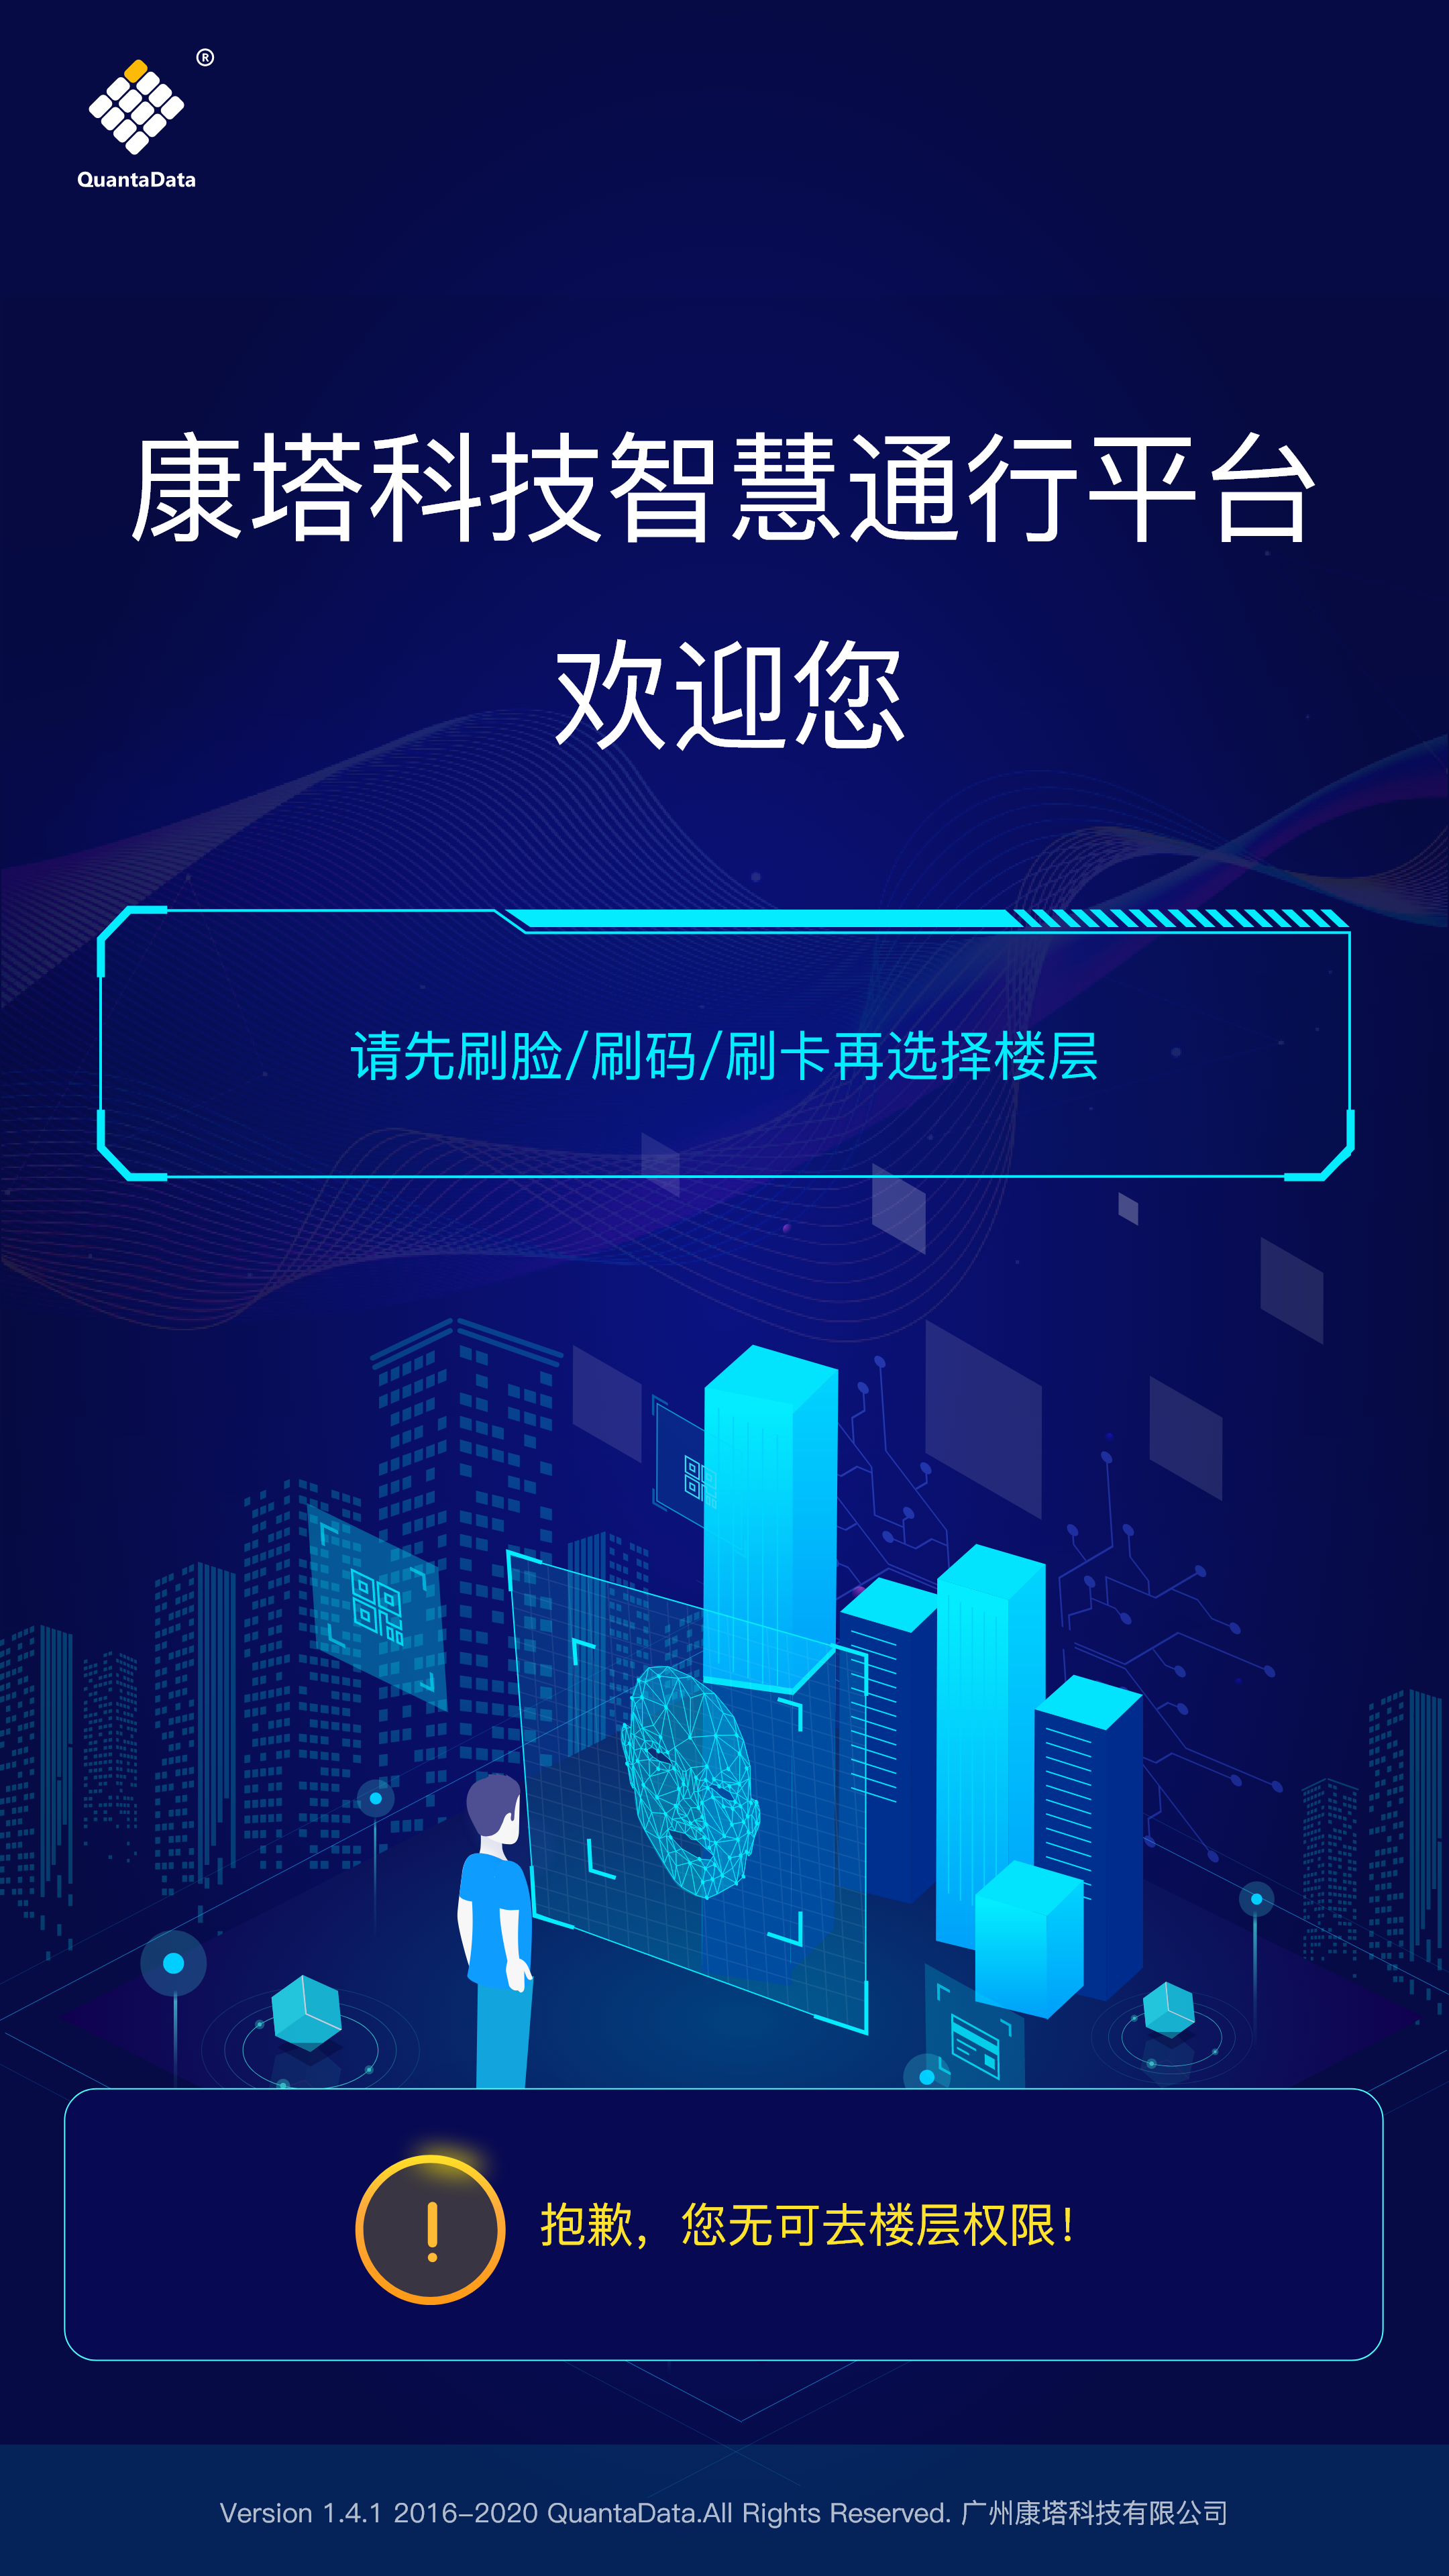 ®
QuantaData
康塔科技智慧通行平台
欢迎您
请先刷脸/刷码/刷卡再选择楼层
抱歉，您无可去楼层权限！
Version 1.4.1 2016-2020 QuantaData.All Rights Reserved. 广州康塔科技有限公司